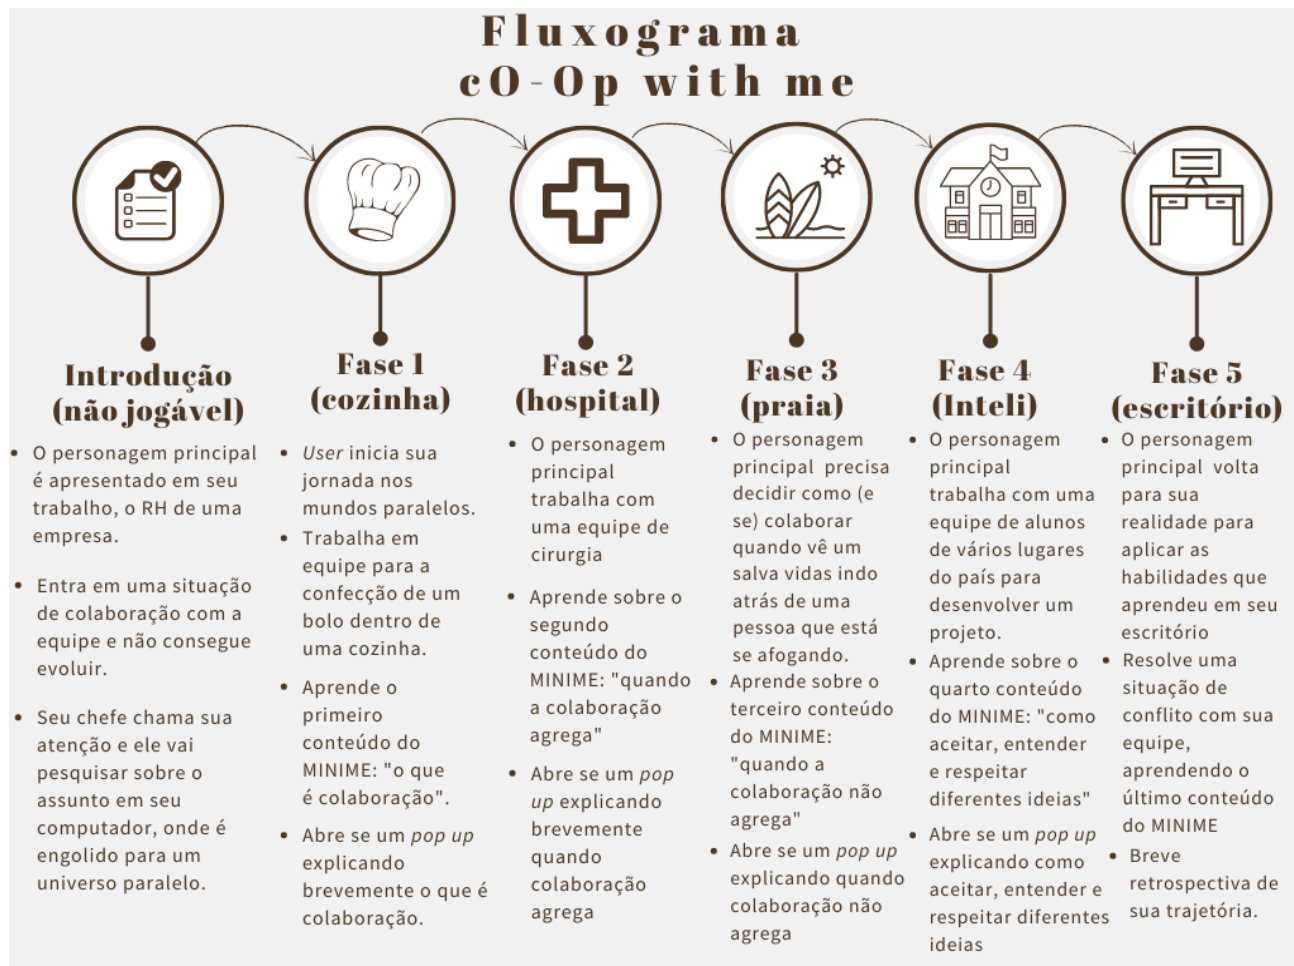 Fluxograma
cO-Op with me
Introdução
(não jogável)
• O personagem principal
é apresentado em seu
trabalho, o RH de uma
empresa.
• Entra em uma situação
de colaboração com a
equipe e não consegue
evoluir.
• Seu chefe chama sua
atenção e ele vai
pesquisar sobre o
assunto em seu
computador, onde é
engolido para um
universo paralelo.
Fase 1
(cozinha)
• User inicia sua
jornada nos
mundos paralelos.
• Trabalha em
equipe para a
confecção de um
bolo dentro de
uma cozinha.
• Aprende o
primeiro
conteúdo do
MINIME: "o que
é colaboração".
• Abre se um pop up
explicando
brevemente o que é
colaboração.
Fase 2
(hospital)
• O personagem
principal
trabalha com
uma equipe de
cirurgia
• Aprende sobre o
segundo
conteúdo do
MINIME: "quando
a colaboração
agrega"
• Abre se um pop
up explicando
brevemente
quando
colaboração
agrega
Fase 3
(praia)
• O personagem
principal precisa
decidir como (e
se) colaborar
quando vê um
salva vidas indo
atrás de uma
pessoa que está
se afogando.
• Aprende sobre o
terceiro conteúdo
do MINIME:
"quando a
colaboração não
agrega"
• Abre se um pop up
explicando quando
colaboração não
agrega
Fase 4
(Inteli)
• O personagem
principal
trabalha com uma
equipe de alunos
de vários lugares
do país para
desenvolver um
projeto.
• Aprende sobre o
quarto conteúdo
do MINIME: "como
aceitar, entender
e respeitar
diferentes ideias"
• Abre se um pop up
explicando como
aceitar, entender e
respeitar diferentes
ideias
Fase 5
(escritório)
• O personagem
principal volta
para sua
realidade para
aplicar as
habilidades que
aprendeu em seu
escritório
• Resolve uma
situação de
conflito com sua
equipe,
aprendendo o
último conteúdo
do MINIME
• Breve
retrospectiva de
sua trajetória.